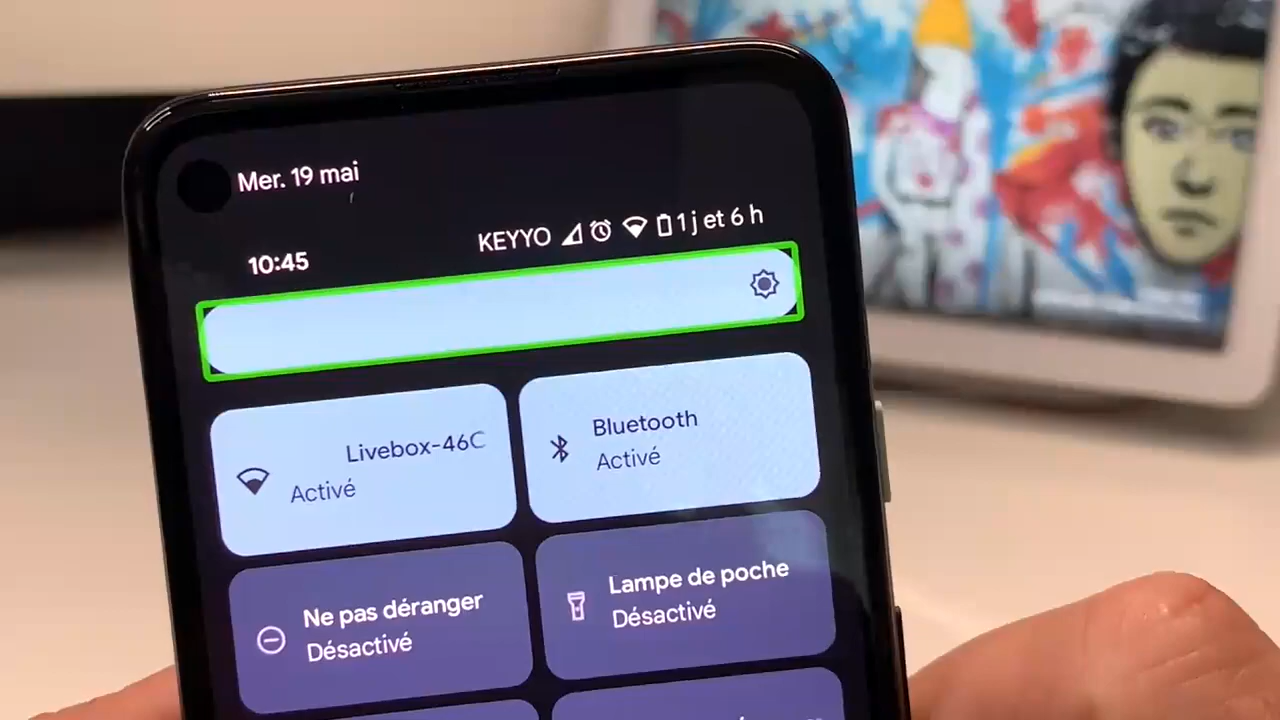 Mer. 19 mai
10:45
KEYYO 1 j et 6 h
Livebox-46C
Activé
Bluetooth
Activé
Ne pas déranger
Désactivé
Lampe de poche
Désactivé